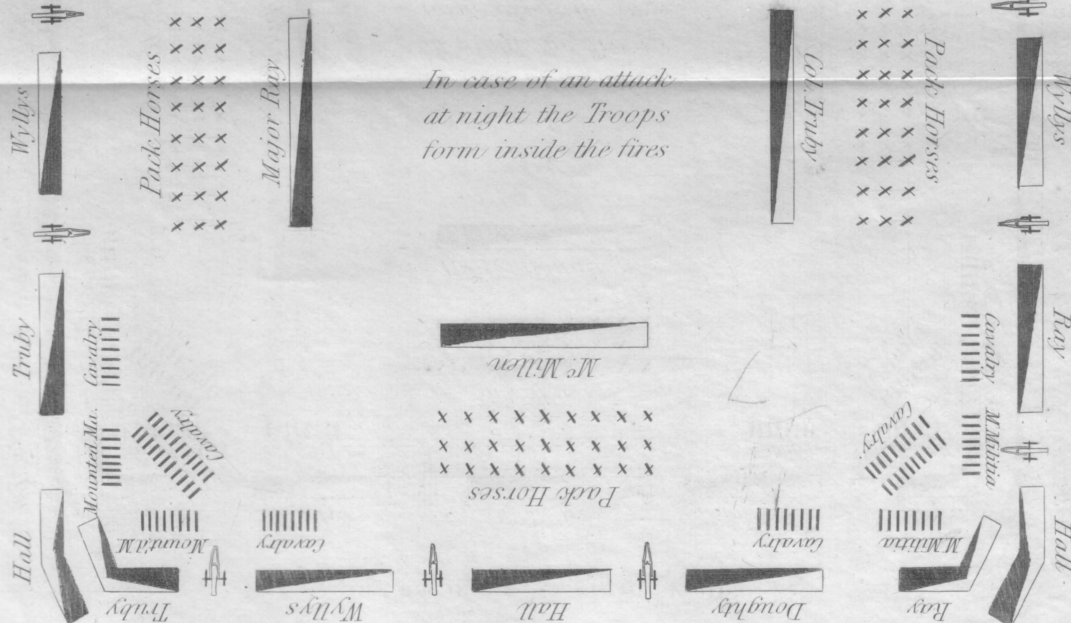 In case of an attack
at night the Troops
form inside the fires
Wyllys
Pack Horses
Major Ray
Col. Truby
Pack Horses
Wyllys
Truby
Cavalry
Mounted Ma.
Cavalry
Hall
Mc. Millen
Pack Horses
Ray
Cavalry
M. Militia
Cavalry
Hall
Mount'd M.
Cavalry
Cavalry
M. Militia
Truby
Wyllys
Hall
Doughty
Ray